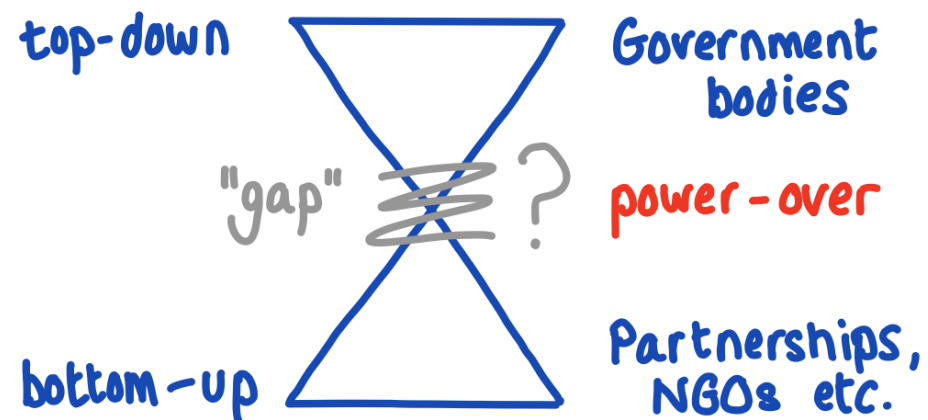 top-down
Government
bodies
"gap"
?
power-over
bottom-up
Partnerships,
NGOs etc.